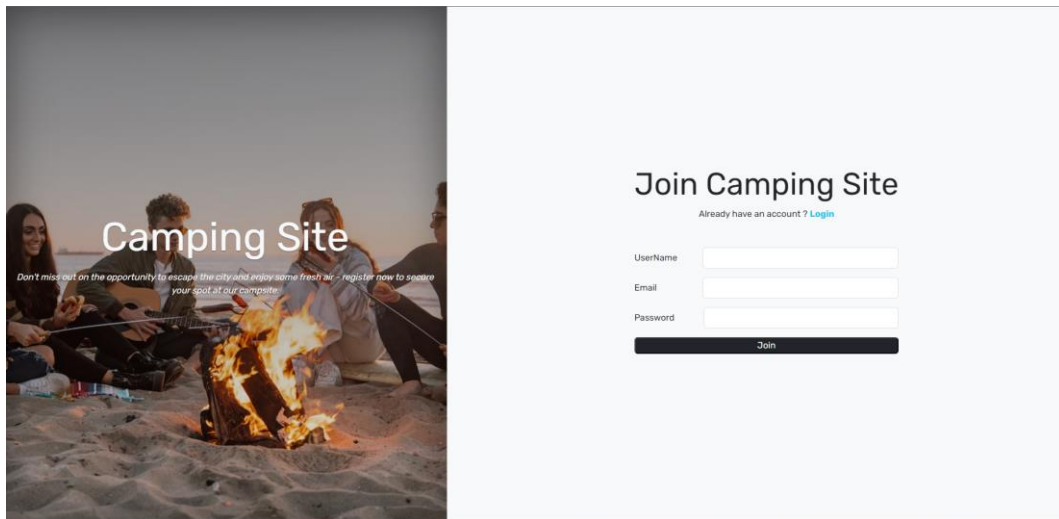 Camping Site
Don't miss out on the opportunity to escape the city and enjoy some fresh air - register now to secure
your spot at our campsite.
Join Camping Site
Already have an account ? Login
UserName
Email
Password
Join